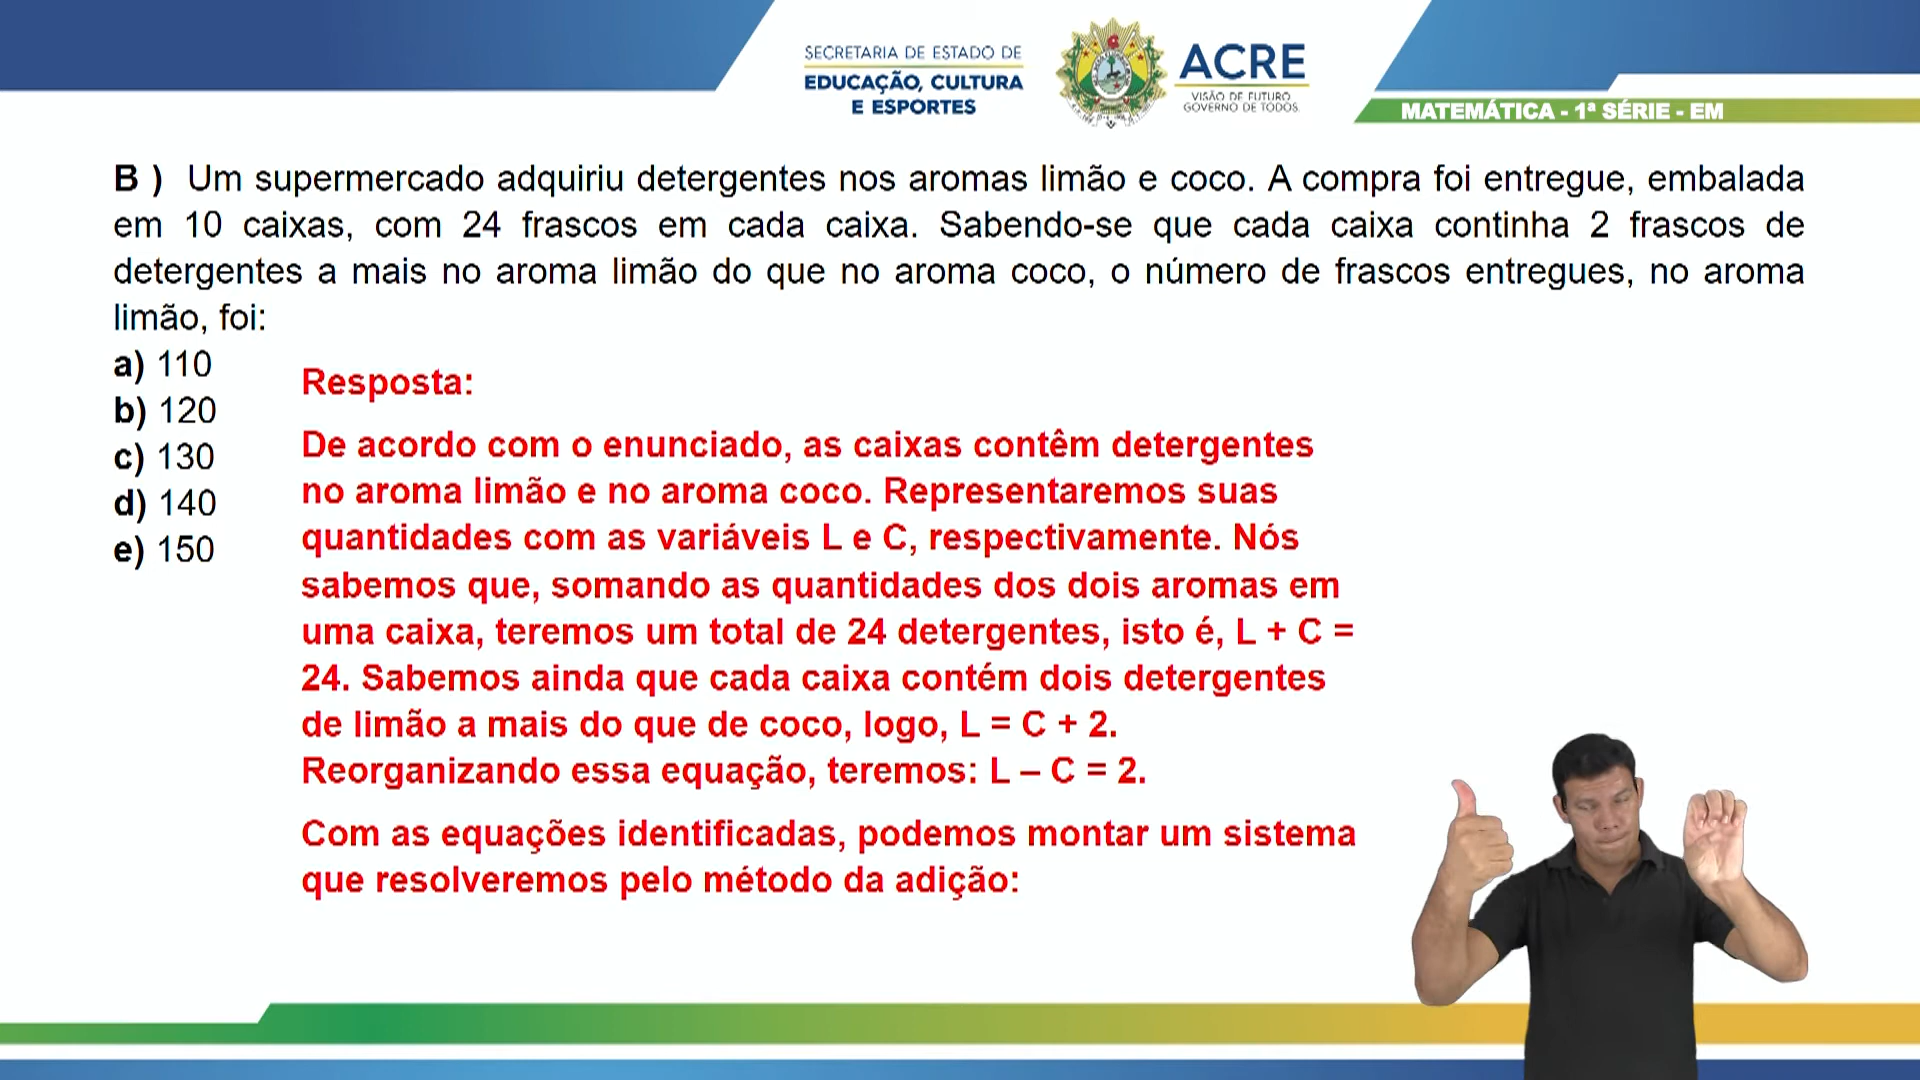 SECRETARIA DE ESTADO DE
EDUCAÇÃO, CULTURA
E ESPORTES
ACRE
VISÃO DE FUTURO
GOVERNO DE TODOS
MATEMÁTICA - 1ª SÉRIE - EM
B ) Um supermercado adquiriu detergentes nos aromas limão e coco. A compra foi entregue, embalada
em 10 caixas, com 24 frascos em cada caixa. Sabendo-se que cada caixa continha 2 frascos de
detergentes a mais no aroma limão do que no aroma coco, o número de frascos entregues, no aroma
limão, foi:
a) 110
b) 120
c) 130
d) 140
e) 150
Resposta:
De acordo com o enunciado, as caixas contêm detergentes
no aroma limão e no aroma coco. Representaremos suas
quantidades com as variáveis L e C, respectivamente. Nós
sabemos que, somando as quantidades dos dois aromas em
uma caixa, teremos um total de 24 detergentes, isto é, L + C =
24. Sabemos ainda que cada caixa contém dois detergentes
de limão a mais do que de coco, logo, L = C + 2.
Reorganizando essa equação, teremos: L – C = 2.
Com as equações identificadas, podemos montar um sistema
que resolveremos pelo método da adição: